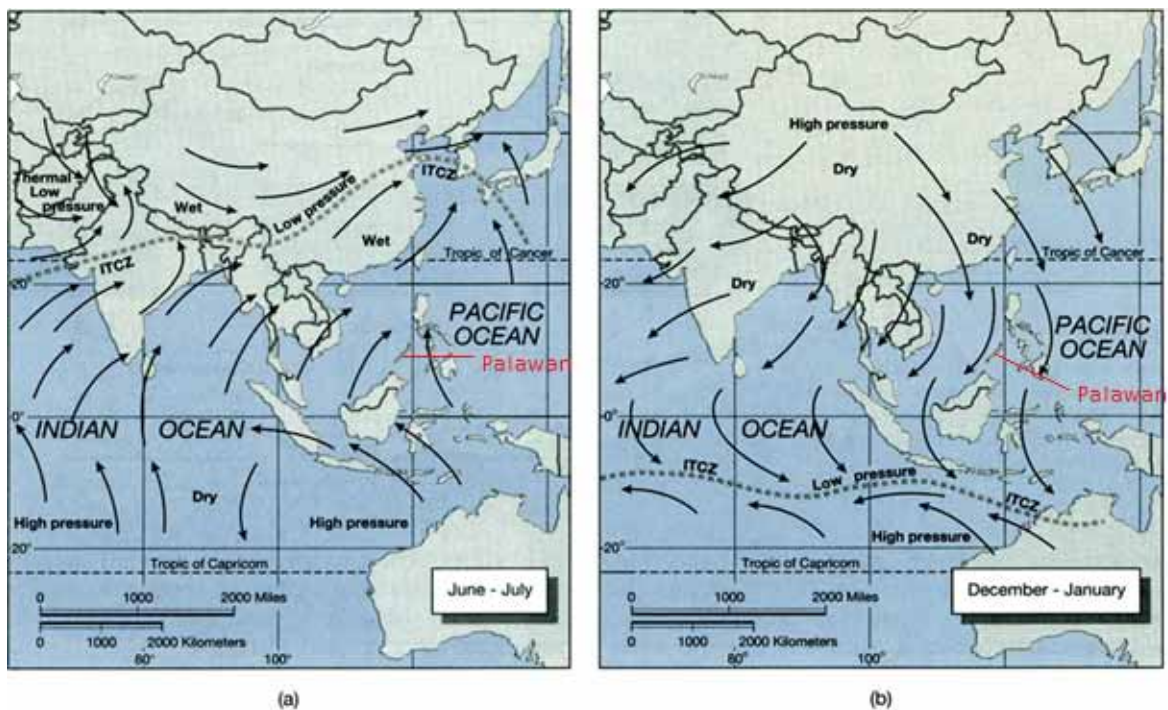 Thermal
Low
pressure
Wet
Low pressure
ITCZ
Wet
ITCZ
Tropic of Cancer
20°
PACIFIC
OCEAN
Palawan
0°
INDIAN OCEAN
Dry
High pressure
High pressure
20°
Tropic of Capricorn
0 1000 2000 Miles
0 1000 2000 Kilometers
June - July
60° 100°
(a)
High pressure
Dry
Dry
Tropic of Cancer
Dry
20°
PACIFIC
OCEAN
Palawan
0°
INDIAN OCEAN
ITCZ
Low pressure
ITCZ
High pressure
20°
Tropic of Capricorn
0 1000 2000 Miles
0 1000 2000 Kilometers
December - January
60° 100°
(b)